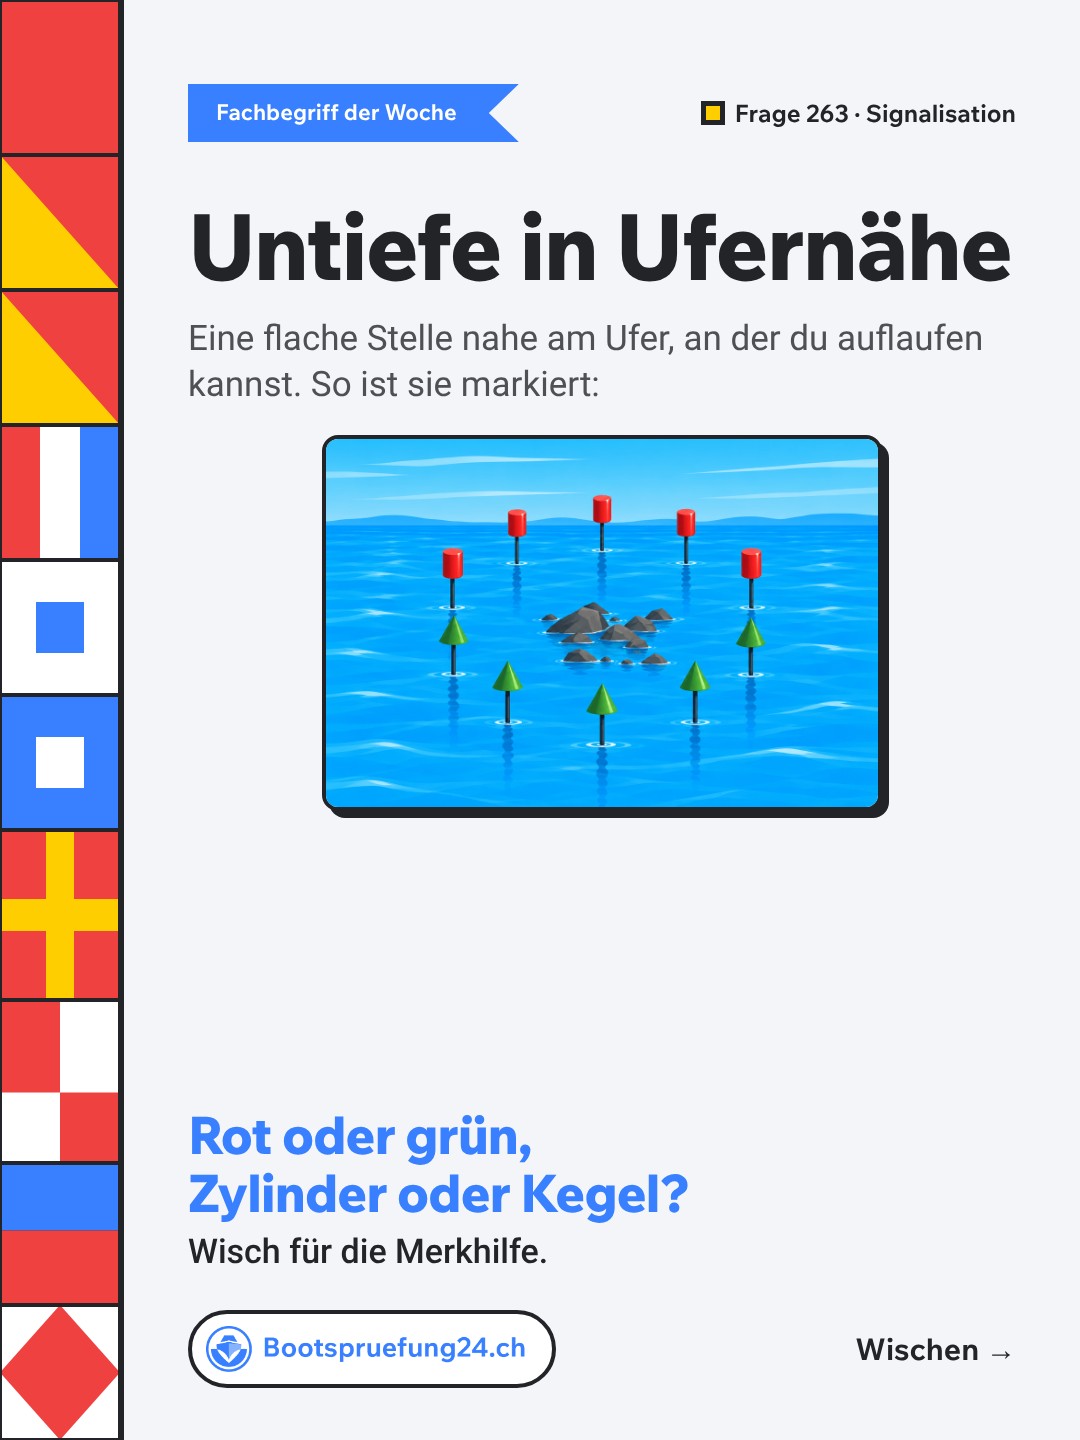 Fachbegriff der Woche
Frage 263 · Signalisation
Untiefe in Ufernähe
Eine flache Stelle nahe am Ufer, an der du auflaufen
kannst. So ist sie markiert:
Rot oder grün,
Zylinder oder Kegel?
Wisch für die Merkhilfe.
Bootspruefung24.ch
Wischen →